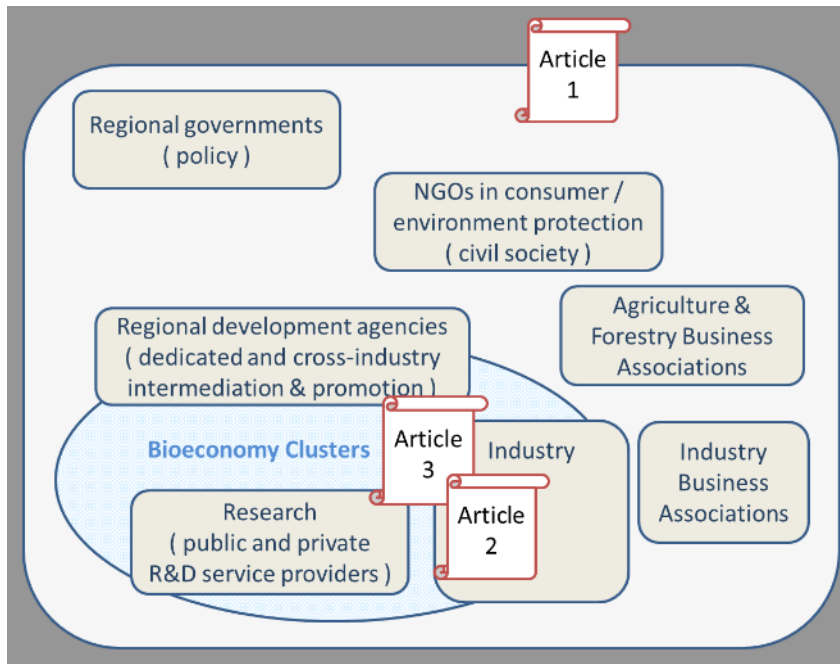 Article
1
Regional governments
( policy )
NGOs in consumer /
environment protection
( civil society )
Agriculture &
Forestry Business
Associations
Regional development agencies
( dedicated and cross-industry
intermediation & promotion )
Bioeconomy Clusters
Article
3
Industry
Industry
Business
Associations
Article
2
Research
( public and private
R&D service providers )